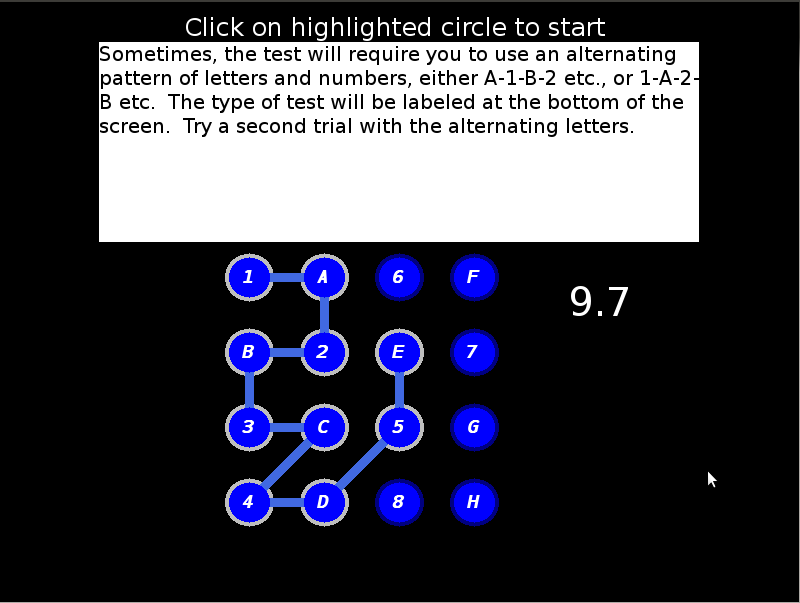 Click on highlighted circle to start
Sometimes, the test will require you to use an alternating
pattern of letters and numbers, either A-1-B-2 etc., or 1-A-2-
B etc.  The type of test will be labeled at the bottom of the
screen.  Try a second trial with the alternating letters.
1 A 6 F
9.7
B 2 E 7
3 C 5 G
4 D 8 H